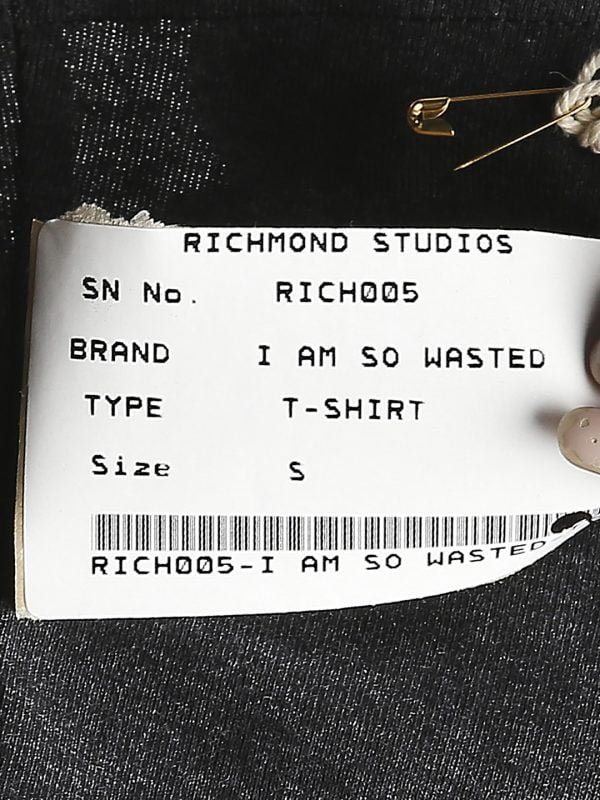 RICHMOND STUDIOS
SN No. RICH005
BRAND I AM SO WASTED
TYPE T-SHIRT
Size S
RICH005-I AM SO WASTED